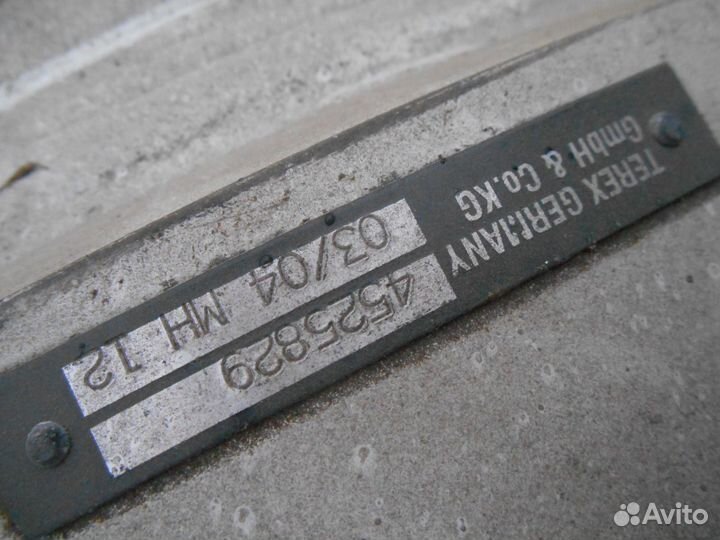 TEREX GERMANY
GmbH & Co.KG
4525829
03/04 MH 12
Avito